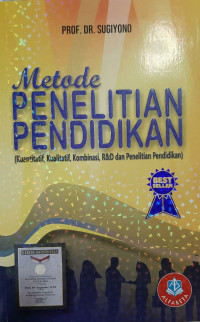 PROF. DR. SUGIYONO
Metode
PENELITIAN
PENDIDIKAN
(Kuantitatif, Kualitatif, Kombinasi, R&D dan Penelitian Pendidikan)
BEST
SELLER
ALFABETA